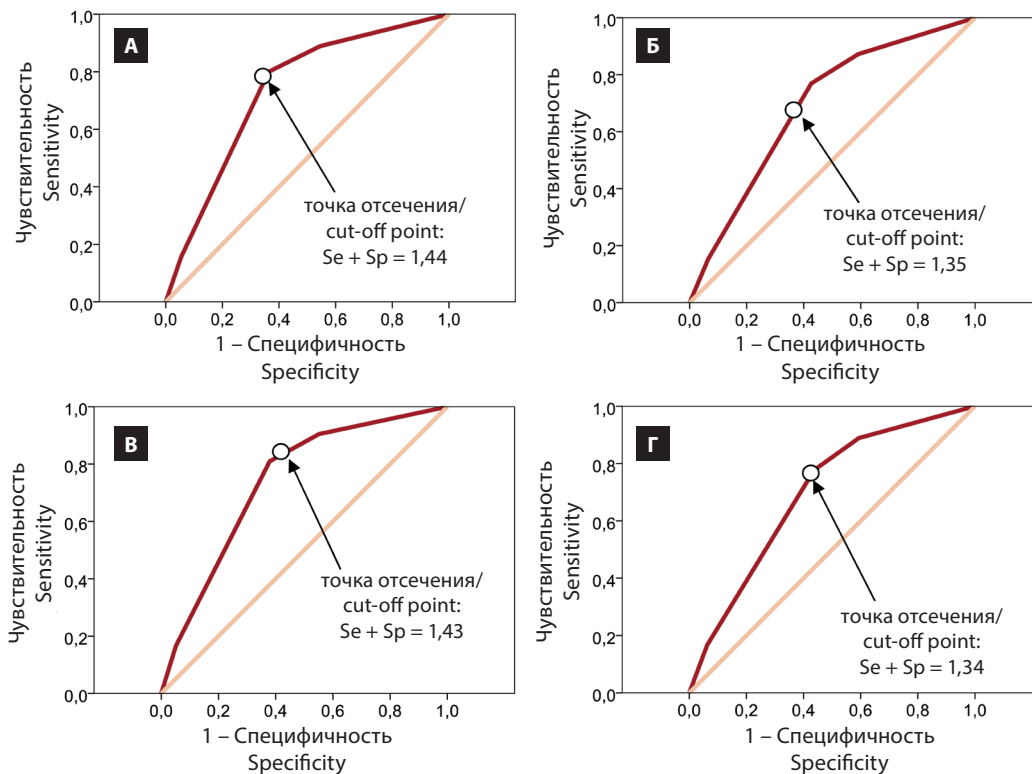 А
Чувствительность
Sensitivity
1,0
0,8
0,6
0,4
0,2
0,0
точка отсечения/
cut-off point:
Se + Sp = 1,44
0,0 0,2 0,4 0,6 0,8 1,0
1 – Специфичность
Specificity
Б
Чувствительность
Sensitivity
1,0
0,8
0,6
0,4
0,2
0,0
точка отсечения/
cut-off point:
Se + Sp = 1,35
0,0 0,2 0,4 0,6 0,8 1,0
1 – Специфичность
Specificity
В
Чувствительность
Sensitivity
1,0
0,8
0,6
0,4
0,2
0,0
точка отсечения/
cut-off point:
Se + Sp = 1,43
0,0 0,2 0,4 0,6 0,8 1,0
1 – Специфичность
Specificity
Г
Чувствительность
Sensitivity
1,0
0,8
0,6
0,4
0,2
0,0
точка отсечения/
cut-off point:
Se + Sp = 1,34
0,0 0,2 0,4 0,6 0,8 1,0
1 – Специфичность
Specificity